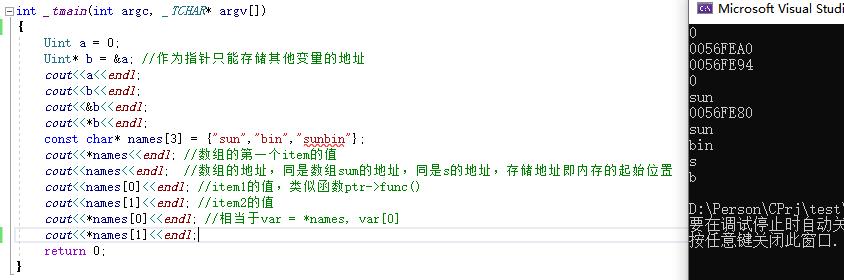 int _tmain(int argc, _TCHAR* argv[])
{
Uint a = 0;
Uint* b = &a; //作为指针只能存储其他变量的地址
cout<<a<<endl;
cout<<b<<endl;
cout<<&b<<endl;
cout<<*b<<endl;
const char* names[3] = {"sun","bin","sunbin"};
cout<<*names<<endl; //数组的第一个item的值
cout<<names<<endl; //数组的地址，同是数组sum的地址，同是s的地址，存储地址即内存的起始位置
cout<<names[0]<<endl; //item1的值，类似函数ptr->func()
cout<<names[1]<<endl; //item2的值
cout<<*names[0]<<endl; //相当于var = *names, var[0]
cout<<*names[1]<<endl;
return 0;
}
Microsoft Visual Studi
0
0056FEA0
0056FE94
0
sun
0056FE80
sun
bin
s
b
D:\Person\CPrj\test\
要在调试停止时自动关
按任意键关闭此窗口.